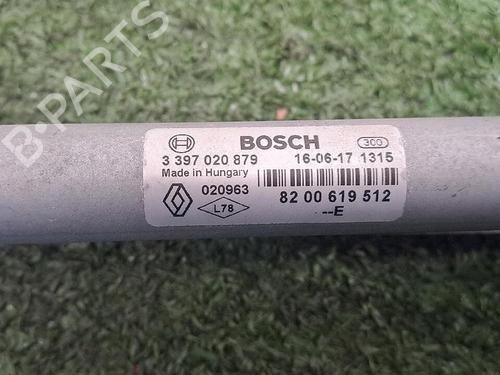 B-PARTS
BOSCH
300
3 397 020 879
16-06-17 1315
Made in Hungary
020963
L78
82 00 619 512
--E